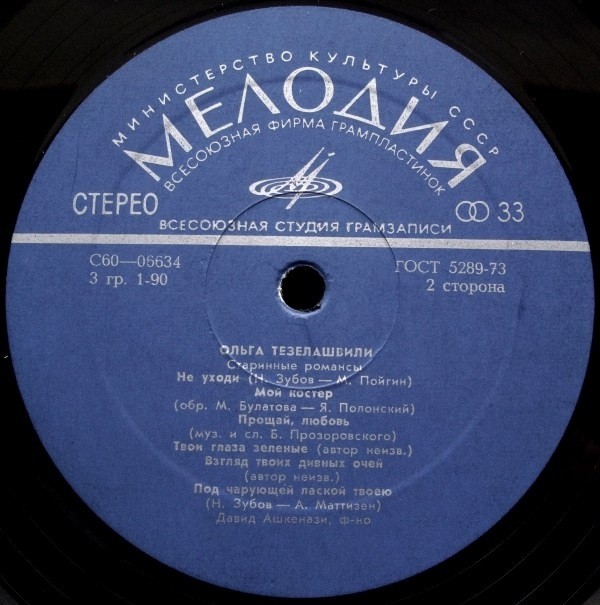 МИНИСТЕРСТВО КУЛЬТУРЫ СССР
МЕЛОДИЯ
ВСЕСОЮЗНАЯ ФИРМА ГРАМПЛАСТИНОК
СТЕРЕО
33
ВСЕСОЮЗНАЯ СТУДИЯ ГРАМЗАПИСИ
С60—06634
ГОСТ 5289-73
3 гр. 1-90
2 сторона
ОЛЬГА ТЕЗЕЛАШВИЛИ
Старинные романсы
Не уходи (Н. Зубов — М. Пойгин)
Мой костер
(обр. М. Булатова — Я. Полонский)
Прощай, любовь
(муз. и сл. Б. Прозоровского)
Твои глаза зеленые (автор неизв.)
Взгляд твоих дивных очей
(автор неизв.)
Под чарующей лаской твоею
(Н. Зубов — А. Маттизен)
Давид Ашкенази, ф-но